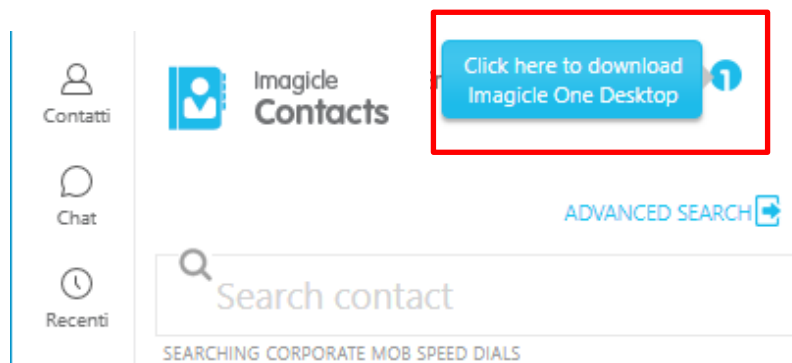 Contatti
Chat
Recenti
Imagicle
Contacts
Click here to download
Imagicle One Desktop
1
ADVANCED SEARCH
Search contact
SEARCHING CORPORATE MOB SPEED DIALS